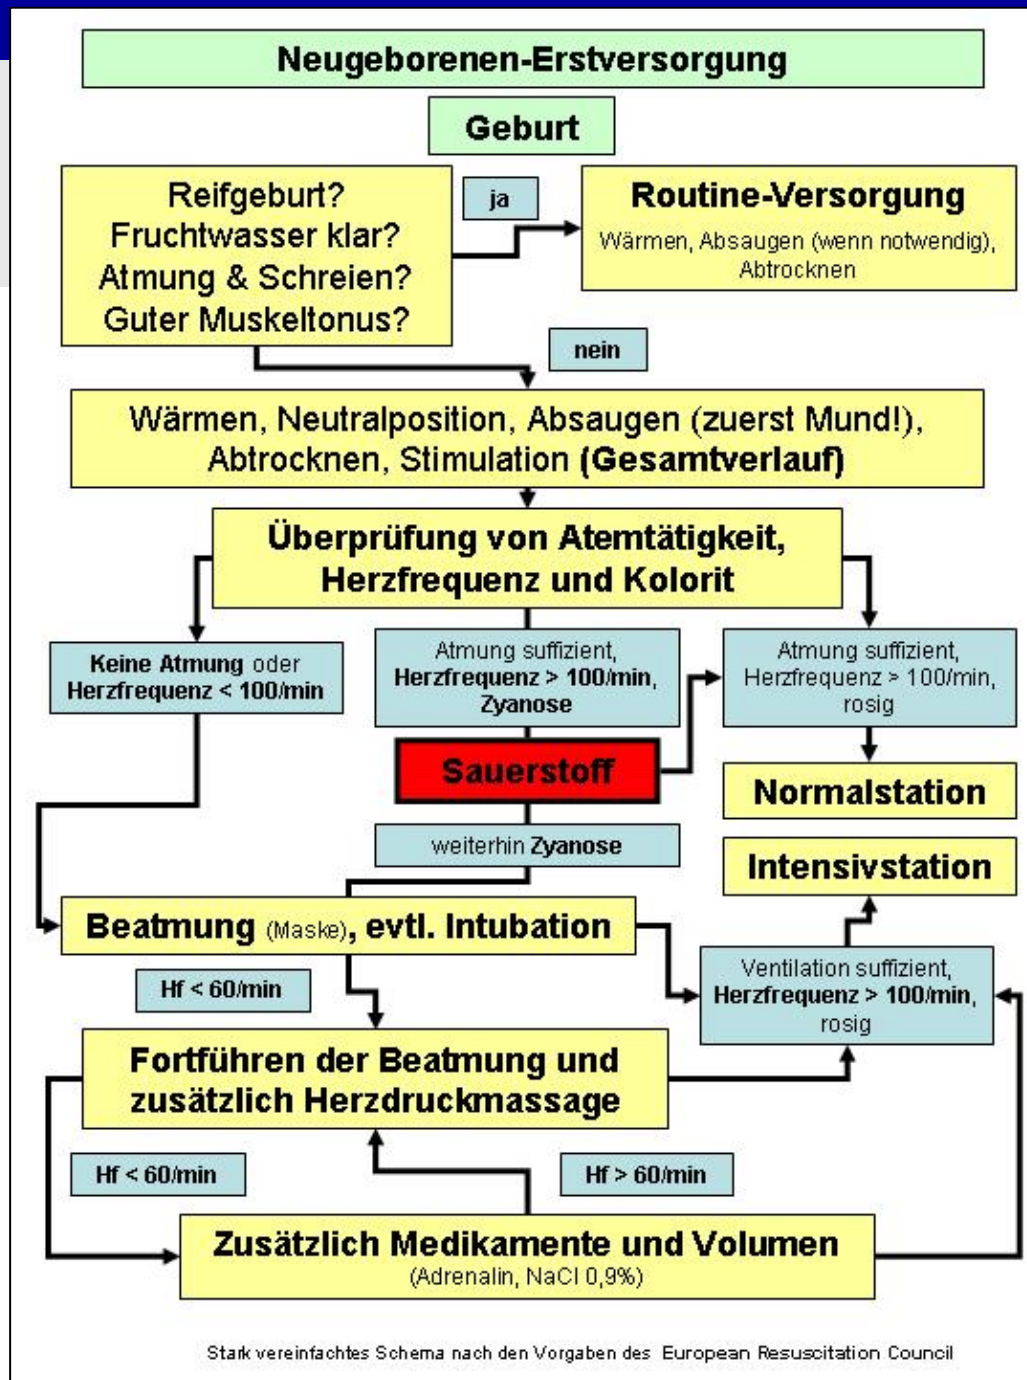 Neugeborenen-Erstversorgung
Geburt
Reifgeburt?
Fruchtwasser klar?
Atmung & Schreien?
Guter Muskeltonus?
ja
Routine-Versorgung
Wärmen, Absaugen (wenn notwendig),
Abtrocknen
nein
Wärmen, Neutralposition, Absaugen (zuerst Mund!),
Abtrocknen, Stimulation (Gesamtverlauf)
Überprüfung von Atemtätigkeit,
Herzfrequenz und Kolorit
Keine Atmung oder
Herzfrequenz < 100/min
Atmung suffizient,
Herzfrequenz > 100/min,
Zyanose
Atmung suffizient,
Herzfrequenz > 100/min,
rosig
Sauerstoff
Normalstation
weiterhin Zyanose
Intensivstation
Beatmung (Maske), evtl. Intubation
Hf < 60/min
Ventilation suffizient,
Herzfrequenz > 100/min,
rosig
Fortführen der Beatmung und
zusätzlich Herzdruckmassage
Hf < 60/min
Hf > 60/min
Zusätzlich Medikamente und Volumen
(Adrenalin, NaCl 0,9%)
Stark vereinfachtes Schema nach den Vorgaben des European Resuscitation Council